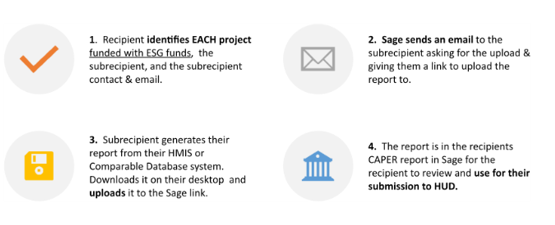 1. Recipient identifies EACH project
funded with ESG funds, the
subrecipient, and the subrecipient
contact & email.
2. Sage sends an email to the
subrecipient asking for the upload &
giving them a link to upload the
report to.
3. Subrecipient generates their
report from their HMIS or
Comparable Database system.
Downloads it on their desktop and
uploads it to the Sage link.
4. The report is in the recipients
CAPER report in Sage for the
recipient to review and use for their
submission to HUD.